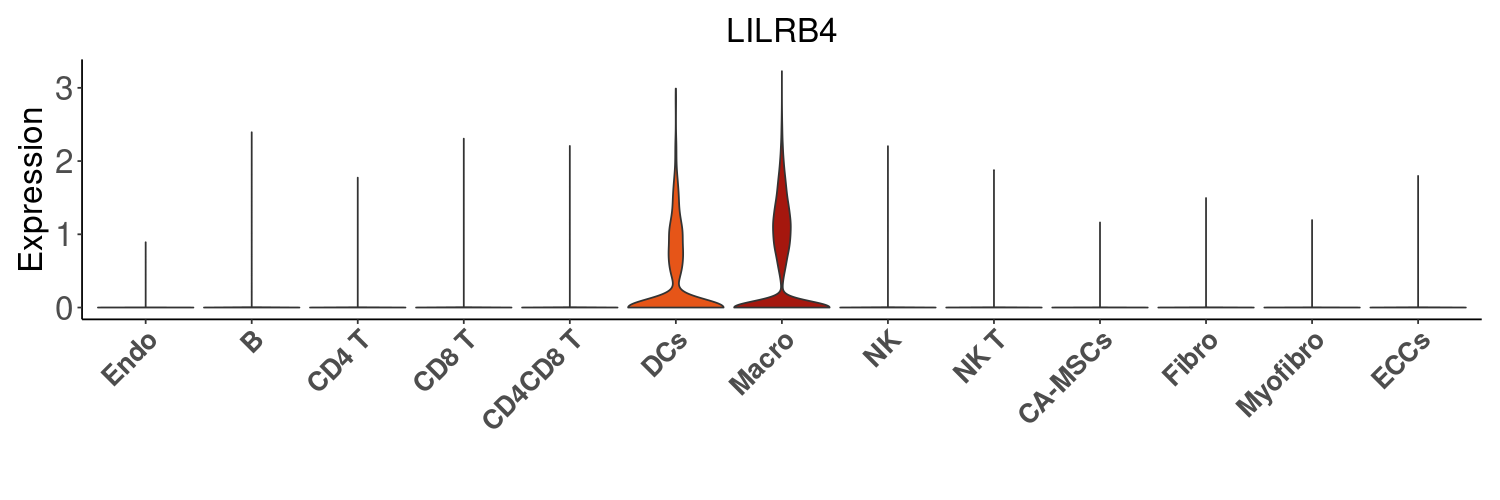 LILRB4
Expression
3
2
1
0
Endo
B
CD4 T
CD8 T
CD4CD8 T
DCs
Macro
NK
NK T
CA-MSCs
Fibro
Myofibro
ECCs